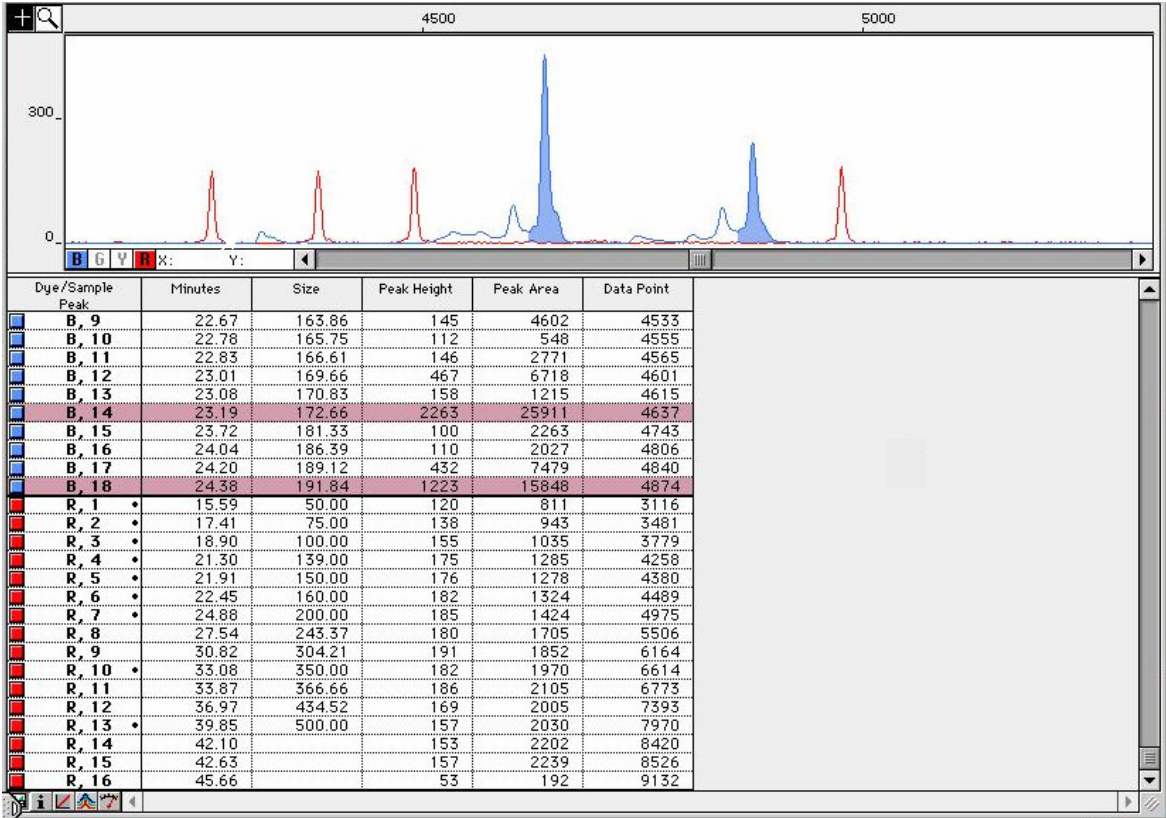 4500 5000
300
0
B G Y R X: Y:
Dye/Sample Peak Minutes Size Peak Height Peak Area Data Point
B, 9 22.67 163.86 145 4602 4533
B, 10 22.78 165.75 112 548 4555
B, 11 22.83 166.61 146 2771 4565
B, 12 23.01 169.66 467 6718 4601
B, 13 23.08 170.83 158 1215 4615
B, 14 23.19 172.66 2263 25911 4637
B, 15 23.72 181.33 100 2263 4743
B, 16 24.04 186.39 110 2027 4806
B, 17 24.20 189.12 432 7479 4840
B, 18 24.38 191.84 1223 15848 4874
R, 1 • 15.59 50.00 120 811 3116
R, 2 • 17.41 75.00 138 943 3481
R, 3 • 18.90 100.00 155 1035 3779
R, 4 • 21.30 139.00 175 1285 4258
R, 5 • 21.91 150.00 176 1278 4380
R, 6 • 22.45 160.00 182 1324 4489
R, 7 • 24.88 200.00 185 1424 4975
R, 8 27.54 243.37 180 1705 5506
R, 9 30.82 304.21 191 1852 6164
R, 10 • 33.08 350.00 182 1970 6614
R, 11 33.87 366.66 186 2105 6773
R, 12 36.97 434.52 169 2005 7393
R, 13 • 39.85 500.00 157 2030 7970
R, 14 42.10 153 2202 8420
R, 15 42.63 157 2239 8526
R, 16 45.66 53 192 9132